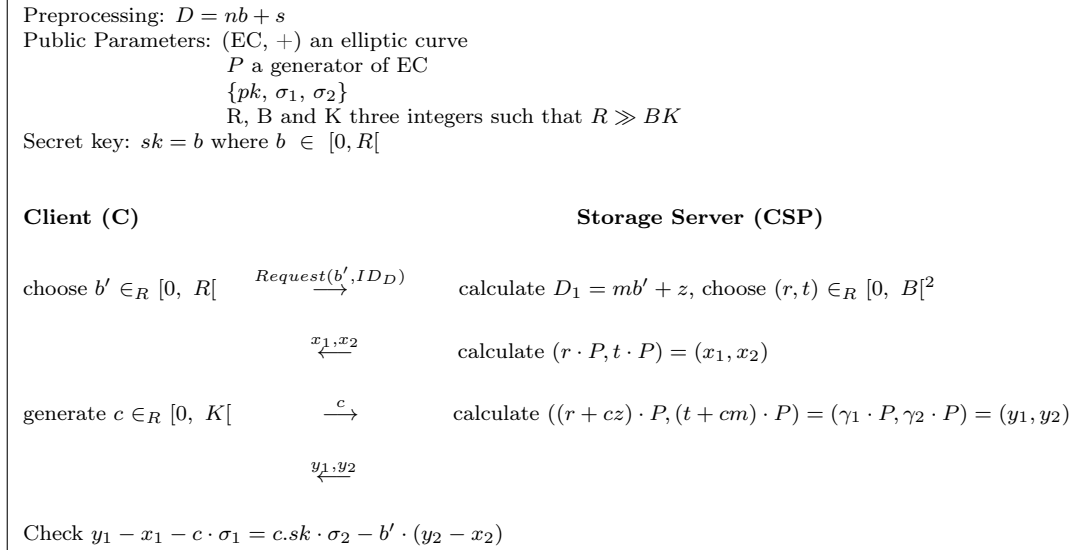 Preprocessing: D = nb + s
Public Parameters: (EC, +) an elliptic curve
P a generator of EC
{pk, σ₁, σ₂}
R, B and K three integers such that R ≫ BK
Secret key: sk = b where b ∈ [0, R[
Client (C) Storage Server (CSP)
choose b′ ∈_R [0, R[ Request(b′,ID_D) ⟶ calculate D₁ = mb′ + z, choose (r, t) ∈_R [0, B[²
x₁,x₂ ⟵ calculate (r · P, t · P) = (x₁, x₂)
generate c ∈_R [0, K[ c ⟶ calculate ((r + cz) · P, (t + cm) · P) = (γ₁ · P, γ₂ · P) = (y₁, y₂)
y₁,y₂ ⟵
Check y₁ − x₁ − c · σ₁ = c.sk · σ₂ − b′ · (y₂ − x₂)